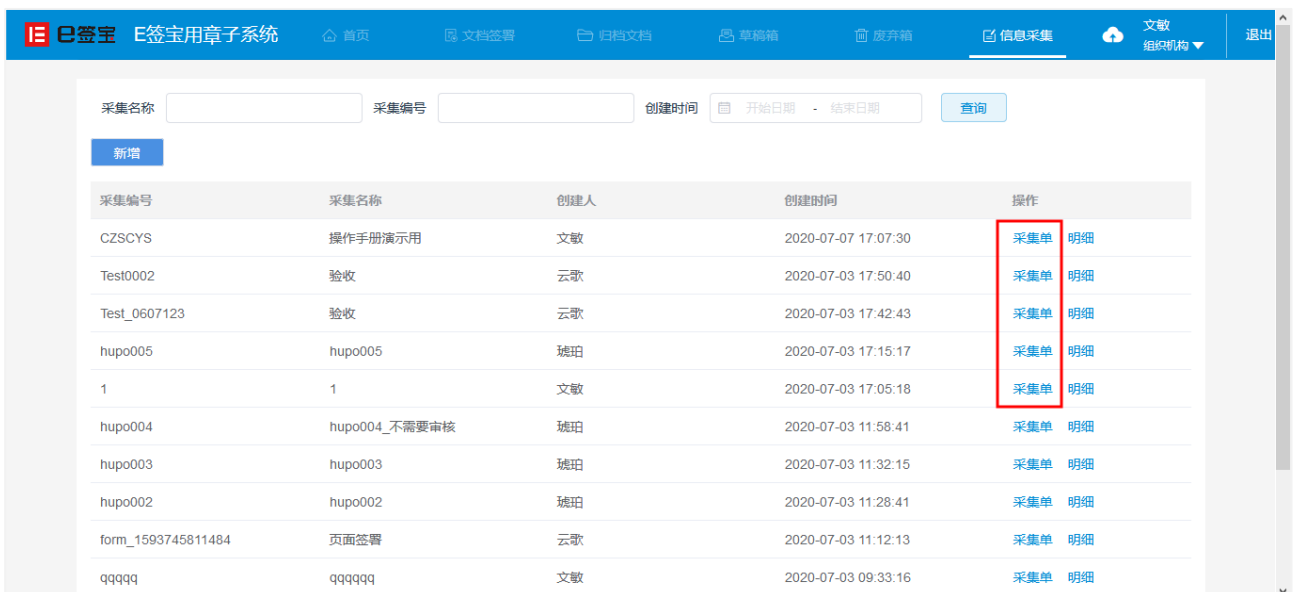 e签宝 E签宝用章子系统 首页 文档签署 归档文档 草稿箱 废弃箱 信息采集 文敏 退出
组织机构
采集名称 采集编号 创建时间 开始日期 - 结束日期 查询
新增
采集编号 采集名称 创建人 创建时间 操作
CZSCYS 操作手册演示用 文敏 2020-07-07 17:07:30 采集单 明细
Test0002 验收 云歌 2020-07-03 17:50:40 采集单 明细
Test_0607123 验收 云歌 2020-07-03 17:42:43 采集单 明细
hupo005 hupo005 琥珀 2020-07-03 17:15:17 采集单 明细
1 1 文敏 2020-07-03 17:05:18 采集单 明细
hupo004 hupo004_不需要审核 琥珀 2020-07-03 11:58:41 采集单 明细
hupo003 hupo003 琥珀 2020-07-03 11:32:15 采集单 明细
hupo002 hupo002 琥珀 2020-07-03 11:28:41 采集单 明细
form_1593745811484 页面签署 云歌 2020-07-03 11:12:13 采集单 明细
qqqqq qqqqqq 文敏 2020-07-03 09:33:16 采集单 明细